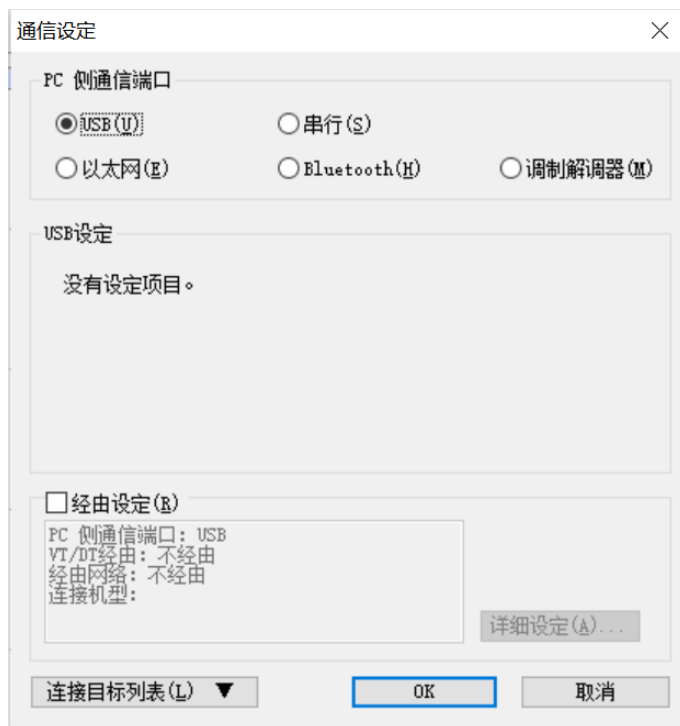 通信设定
PC 侧通信端口
USB(U) 串行(S)
以太网(E) Bluetooth(H) 调制解调器(M)
USB设定
没有设定项目。
经由设定(R)
PC 侧通信端口: USB
VT/DT经由: 不经由
经由网络: 不经由
连接机型:
详细设定(A)...
连接目标列表(L) ▼ OK 取消